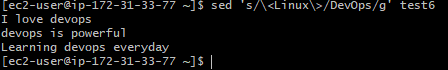 [ec2-user@ip-172-31-33-77 ~]$ sed 's/\<Linux\>/DevOps/g' test6
I love devops
devops is powerful
Learning devops everyday
[ec2-user@ip-172-31-33-77 ~]$